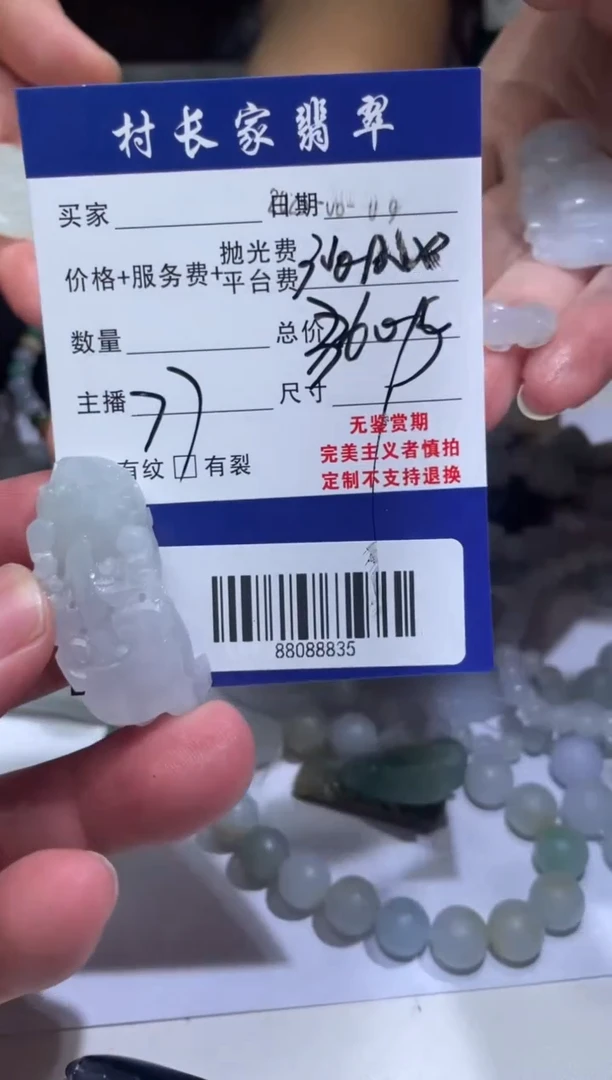 村长家翡翠
买家 日期
价格+服务费+抛光费
平台费
数量 总价
主播 尺寸
无鉴赏期
有纹 □ 有裂 完美主义者慎拍
定制不支持退换
88088835